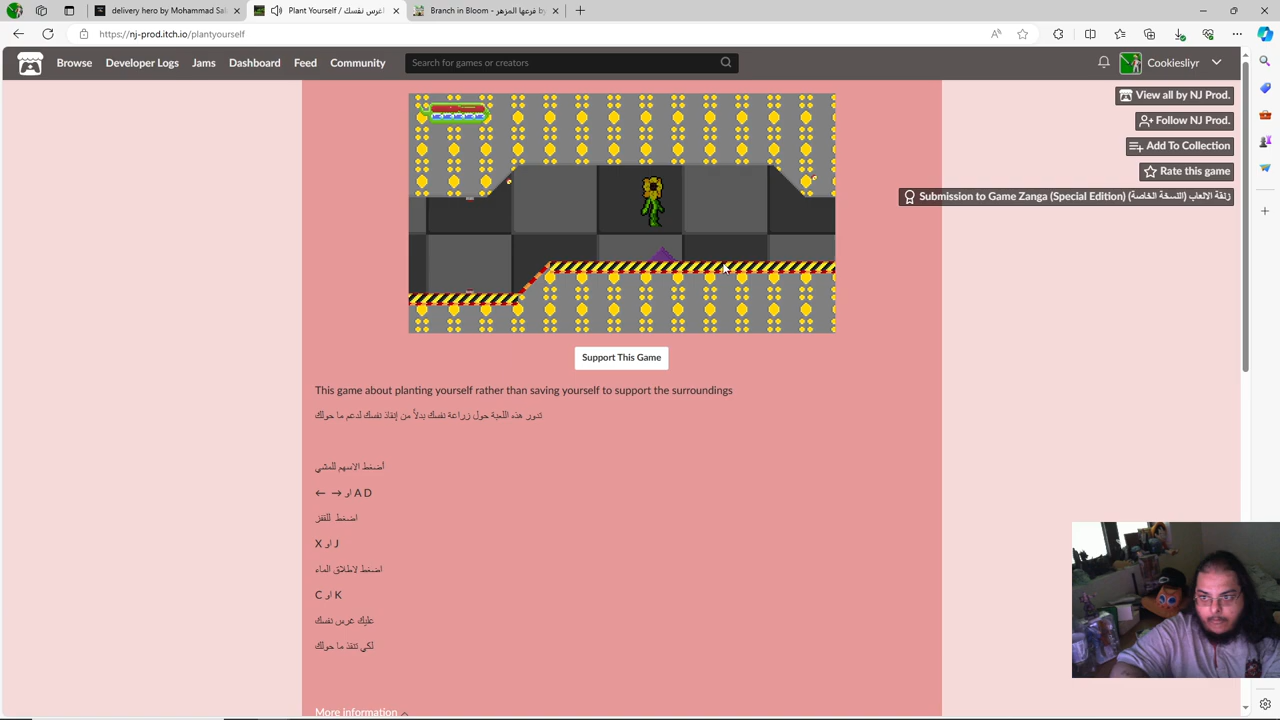 delivery hero by Mohammad Sal
Plant Yourself / اغرس نفسك
Branch in Bloom - فرعها المزهر by
https://nj-prod.itch.io/plantyourself
Browse
Developer Logs
Jams
Dashboard
Feed
Community
Search for games or creators
Cookiesliyr
View all by NJ Prod.
Follow NJ Prod.
Add To Collection
Rate this game
Submission to Game Zanga (Special Edition) (زنقة الالعاب (النسخة الخاصة
Support This Game
This game about planting yourself rather than saving yourself to support the surroundings
تدور هذه اللعبة حول زراعة نفسك بدلاً من إنقاذ نفسك لدعم ما حولك
أضغط الاسهم للمشي
← → او A D
اضغط للقفز
X او J
اضغط لاطلاق الماء
C او K
عليك غرس نفسك
لكي تنقذ ما حولك
More information